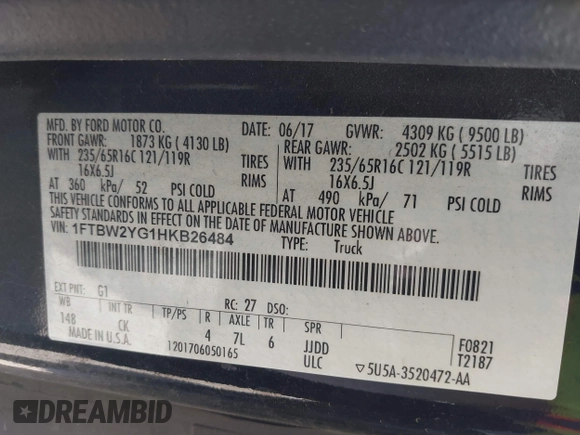 MFD. BY FORD MOTOR CO.
DATE: 06/17 GVWR: 4309 KG ( 9500 LB)
FRONT GAWR: 1873 KG ( 4130 LB)
REAR GAWR: 2502 KG ( 5515 LB)
WITH 235/65R16C 121/119R TIRES
WITH 235/65R16C 121/119R TIRES
16X6.5J RIMS
16X6.5J RIMS
AT 360 kPa/ 52 PSI COLD
AT 490 kPa/ 71 PSI COLD
THIS VEHICLE CONFORMS TO ALL APPLICABLE FEDERAL MOTOR VEHICLE
SAFETY STANDARDS IN EFFECT ON THE DATE OF MANUFACTURE SHOWN ABOVE.
VIN: 1FTBW2YG1HKB26484
TYPE: Truck
EXT PNT: G1 RC: 27 DSO:
WB INT TR TP/PS R AXLE TR SPR
148 CK 4 7L 6 JJDD F0821
MADE IN U.S.A. 1201706050165 ULC T2187
▽5U5A-3520472-AA
DREAMBID